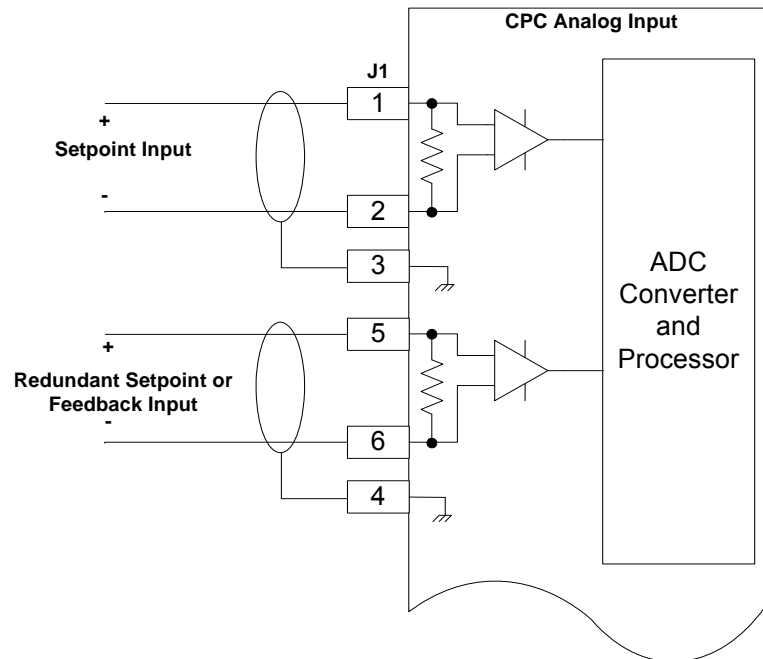 CPC Analog Input
J1
1
+
Setpoint Input
-
2
3
ADC
Converter
and
Processor
5
+
Redundant Setpoint or
Feedback Input
-
6
4